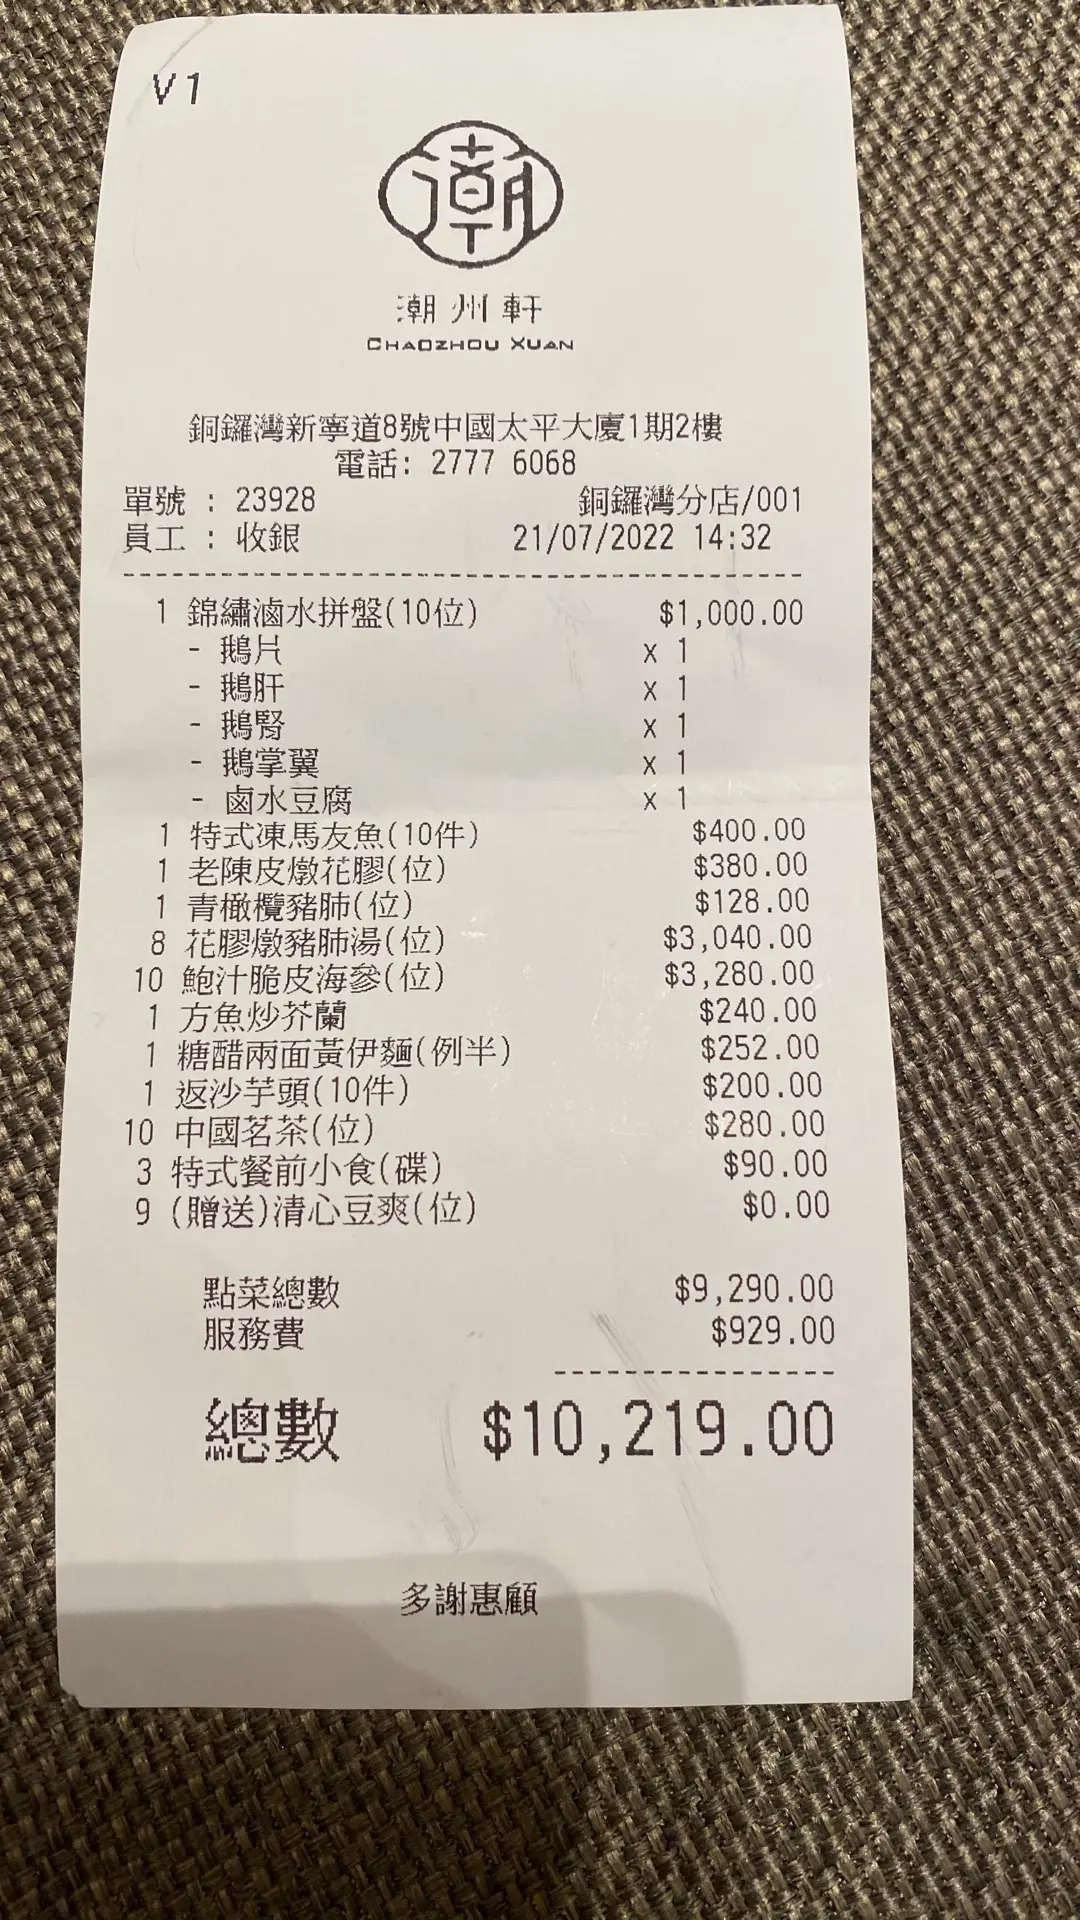 V1
潮
潮州軒
CHAOZHOU XUAN
銅鑼灣新寧道8號中國太平大廈1期2樓
電話: 2777 6068
單號 : 23928 銅鑼灣分店/001
員工 : 收銀 21/07/2022 14:32
1 錦繡滷水拼盤(10位) $1,000.00
- 鵝片 x 1
- 鵝肝 x 1
- 鵝腎 x 1
- 鵝掌翼 x 1
- 鹵水豆腐 x 1
1 特式凍馬友魚(10件) $400.00
1 老陳皮燉花膠(位) $380.00
1 青橄欖豬肺(位) $128.00
8 花膠燉豬肺湯(位) $3,040.00
10 鮑汁脆皮海參(位) $3,280.00
1 方魚炒芥蘭 $240.00
1 糖醋兩面黃伊麵(例半) $252.00
1 返沙芋頭(10件) $200.00
10 中國茗茶(位) $280.00
3 特式餐前小食(碟) $90.00
9 (贈送)清心豆爽(位) $0.00
點菜總數 $9,290.00
服務費 $929.00
總數 $10,219.00
多謝惠顧